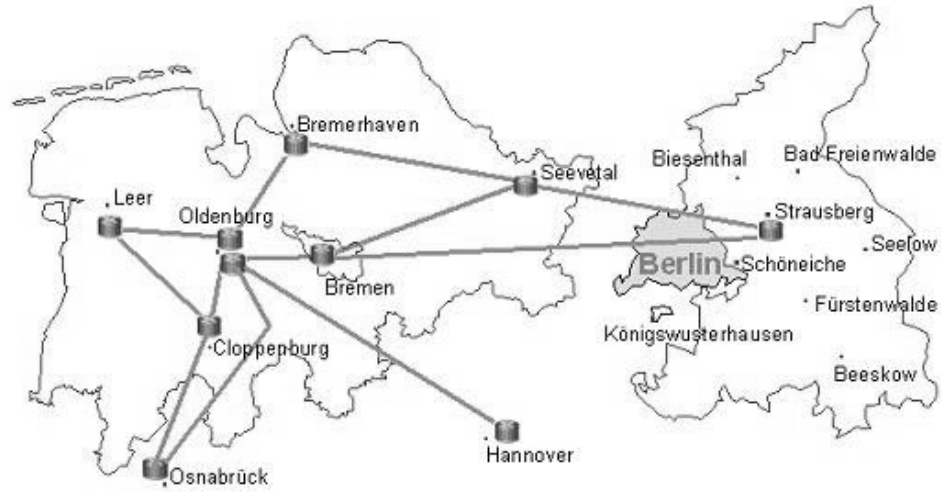 Bremerhaven
Biesenthal
Bad Freienwalde
Seevetal
Leer
Oldenburg
Strausberg
Seelow
Berlin
Schöneiche
Bremen
Fürstenwalde
Königswusterhausen
Cloppenburg
Beeskow
Hannover
Osnabrück